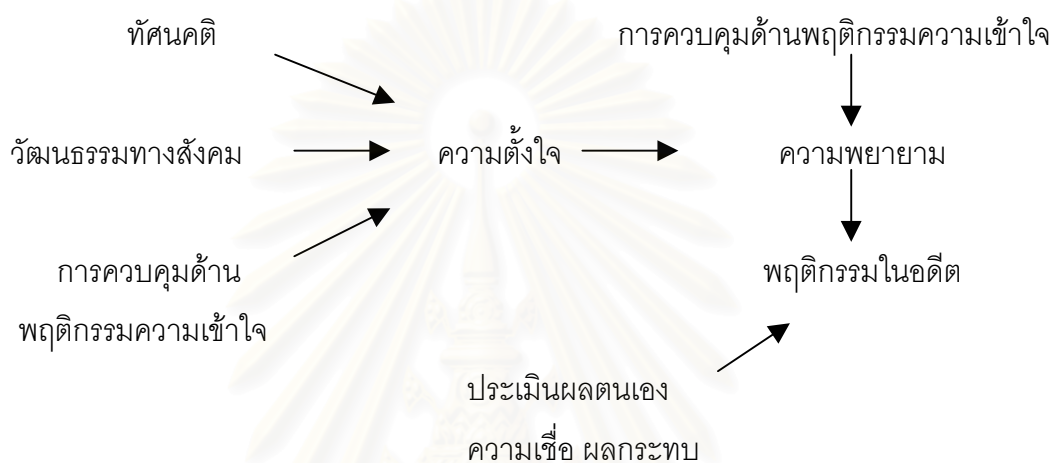 ทัศนคติ
การควบคุมด้านพฤติกรรมความเข้าใจ
วัฒนธรรมทางสังคม
ความตั้งใจ
ความพยายาม
การควบคุมด้าน
พฤติกรรมความเข้าใจ
พฤติกรรมในอดีต
ประเมินผลตนเอง
ความเชื่อ ผลกระทบ